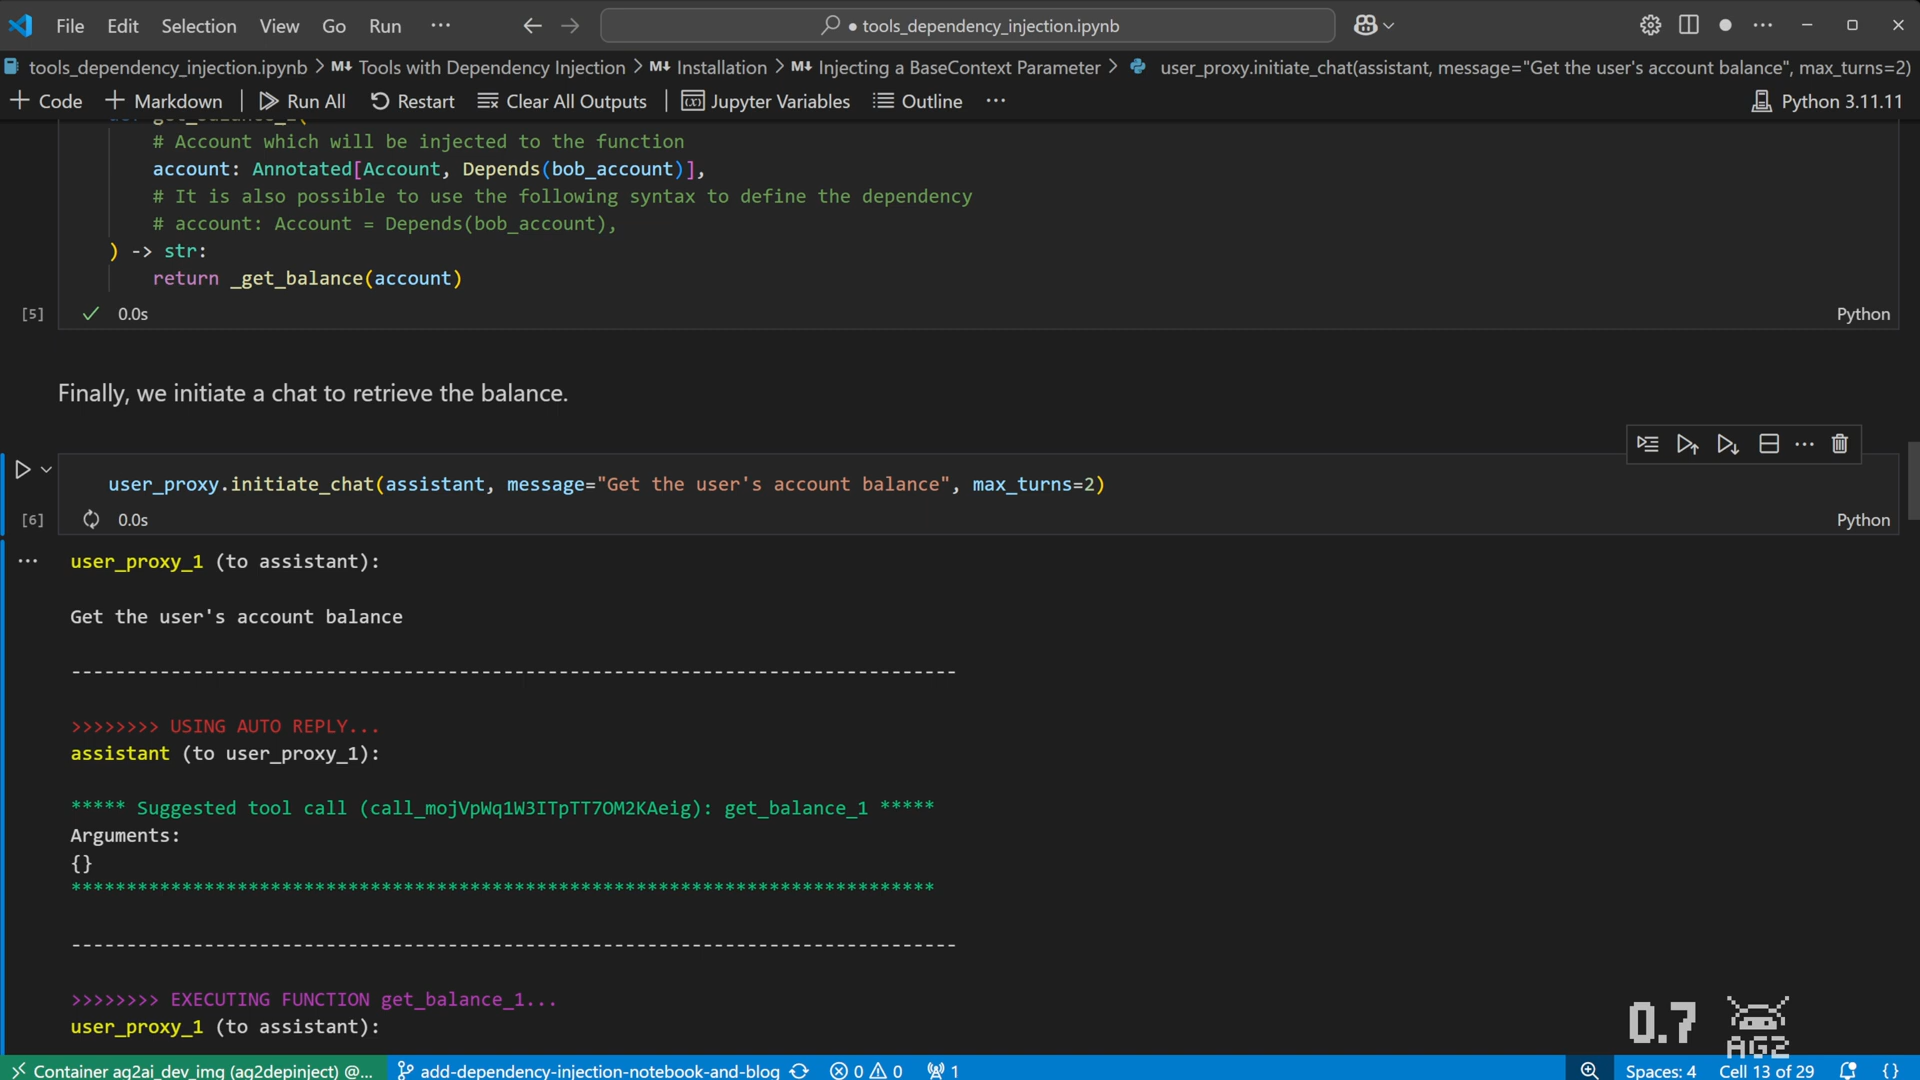 File Edit Selection View Go Run ··· ● tools_dependency_injection.ipynb
tools_dependency_injection.ipynb > M↓ Tools with Dependency Injection > M↓ Installation > M↓ Injecting a BaseContext Parameter > user_proxy.initiate_chat(assistant, message="Get the user's account balance", max_turns=2)
+ Code + Markdown | Run All Restart Clear All Outputs | Jupyter Variables Outline ··· Python 3.11.11
def get_balance_1(
# Account which will be injected to the function
account: Annotated[Account, Depends(bob_account)],
# It is also possible to use the following syntax to define the dependency
# account: Account = Depends(bob_account),
) -> str:
return _get_balance(account)
[5] ✓ 0.0s Python
Finally, we initiate a chat to retrieve the balance.
user_proxy.initiate_chat(assistant, message="Get the user's account balance", max_turns=2)
[6] 0.0s Python
··· user_proxy_1 (to assistant):
Get the user's account balance
--------------------------------------------------------------------------------
>>>>>>>> USING AUTO REPLY...
assistant (to user_proxy_1):
***** Suggested tool call (call_mojVpWq1W3ITpTT7OM2KAeig): get_balance_1 *****
Arguments:
{}
******************************************************************************
--------------------------------------------------------------------------------
>>>>>>>> EXECUTING FUNCTION get_balance_1...
user_proxy_1 (to assistant):
0.7 AG2
Container ag2ai_dev_img (ag2depinject) @... add-dependency-injection-notebook-and-blog 0 0 1 Spaces: 4 Cell 13 of 29 {}